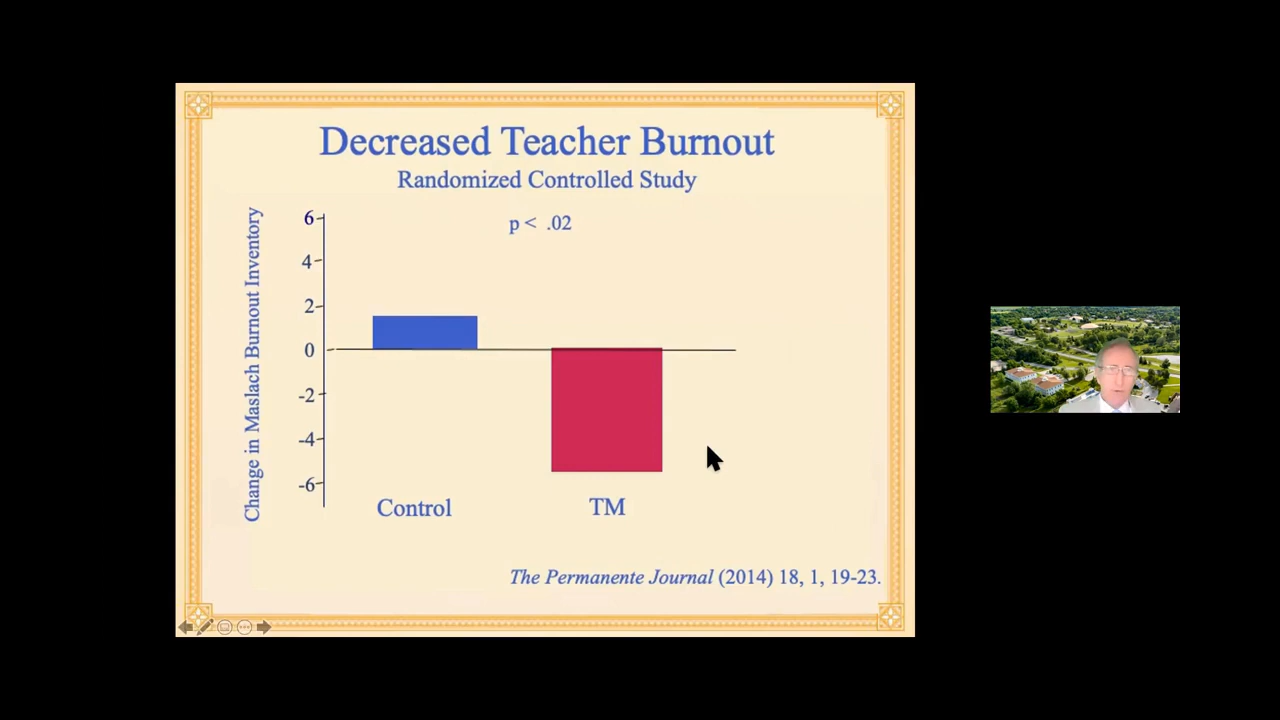 Decreased Teacher Burnout
Randomized Controlled Study
p < .02
Change in Maslach Burnout Inventory
6
4
2
0
-2
-4
-6
Control
TM
The Permanente Journal (2014) 18, 1, 19-23.